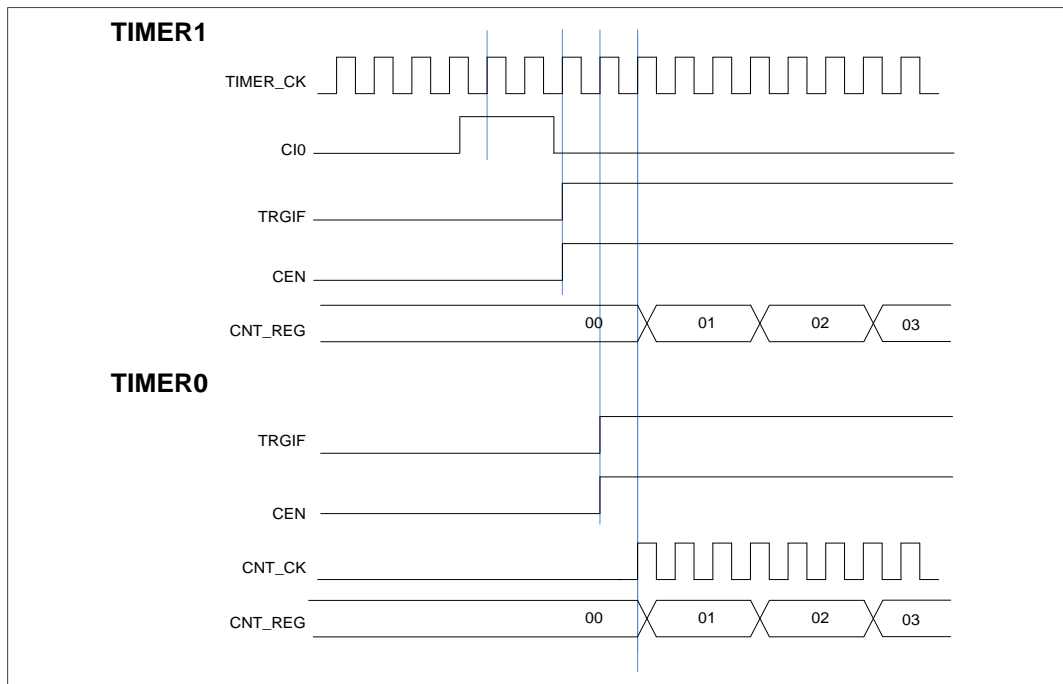 TIMER1
TIMER_CK
CI0
TRGIF
CEN
CNT_REG 00 01 02 03
TIMER0
TRGIF
CEN
CNT_CK
CNT_REG 00 01 02 03